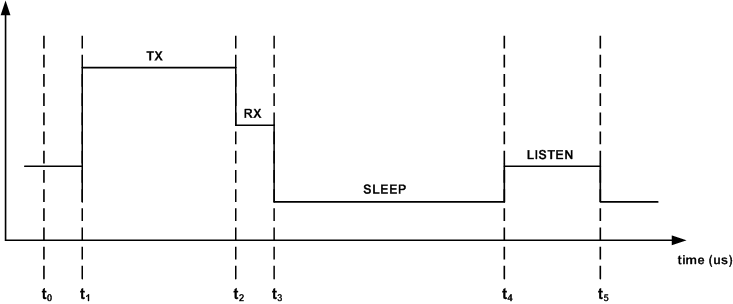 TX
RX
LISTEN
SLEEP
time (us)
t0 t1 t2 t3 t4 t5